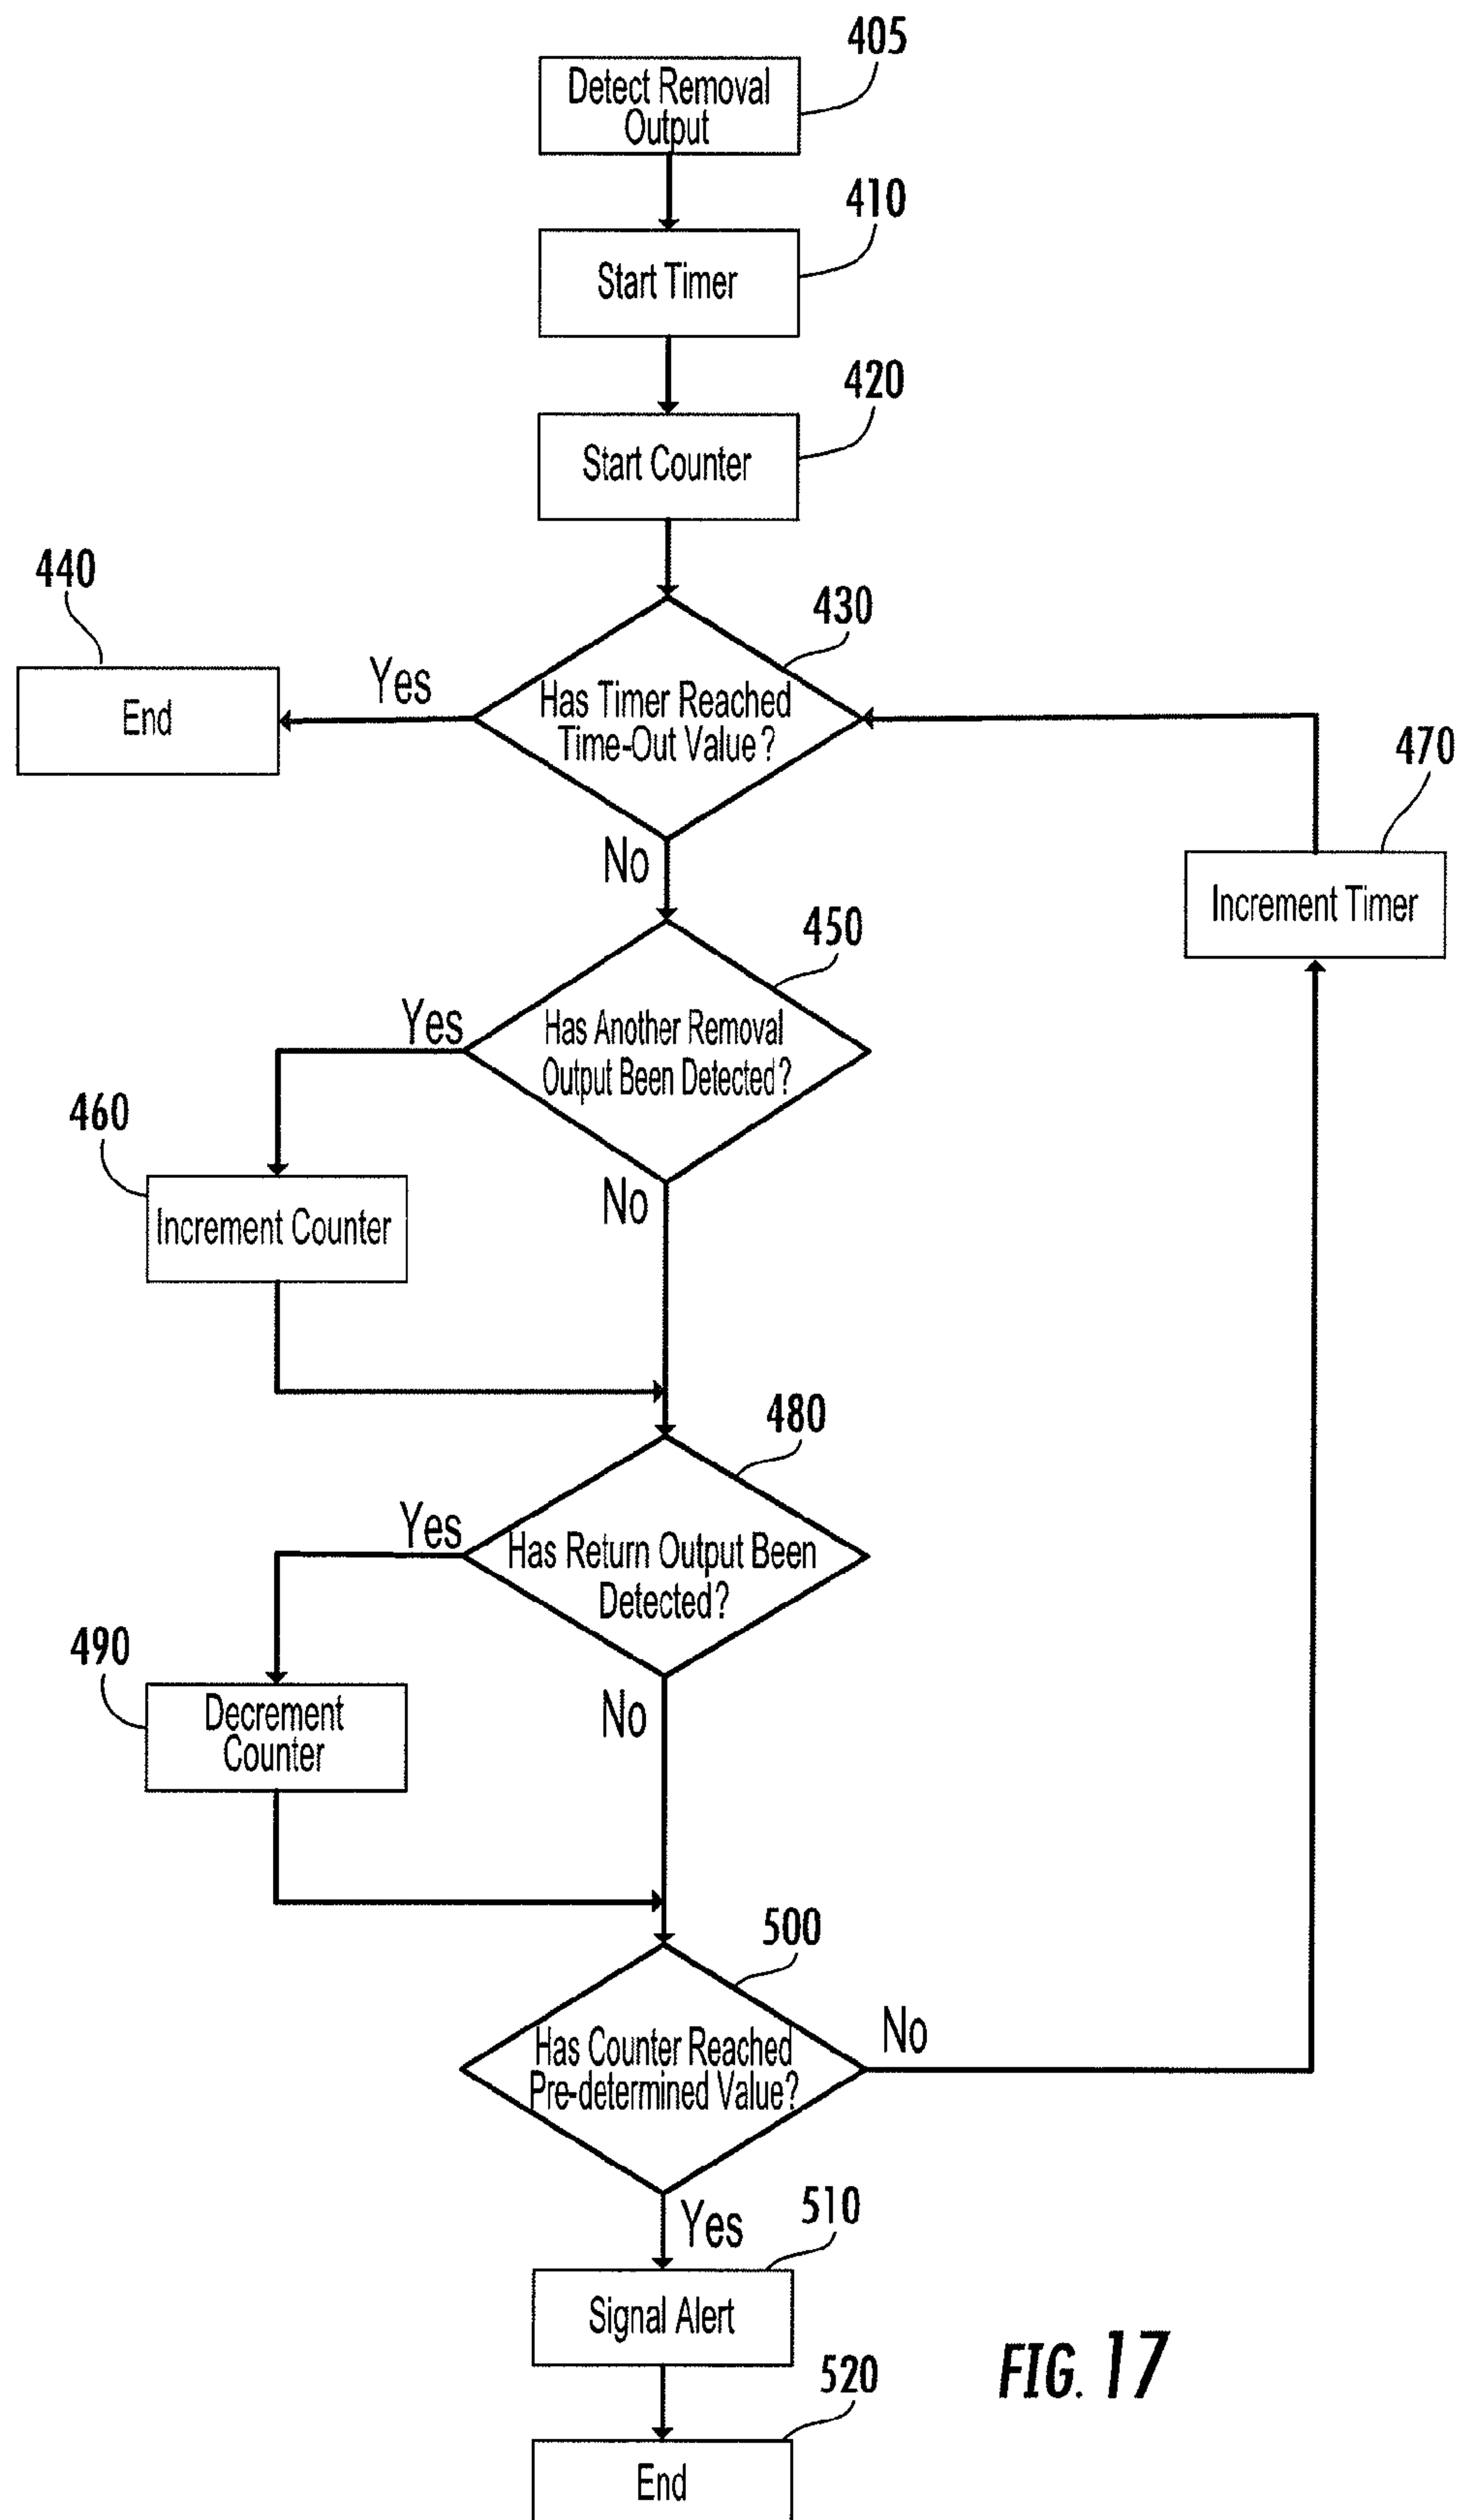 405
Detect Removal
Output
410
Start Timer
420
Start Counter
440
End
Yes
430
Has Timer Reached
Time-Out Value?
No
470
Increment Timer
450
Has Another Removal
Output Been Detected?
Yes
No
460
Increment Counter
480
Has Return Output Been
Detected?
Yes
No
490
Decrement
Counter
500
Has Counter Reached
Pre-determined Value?
No
Yes
510
Signal Alert
520
End
FIG. 17